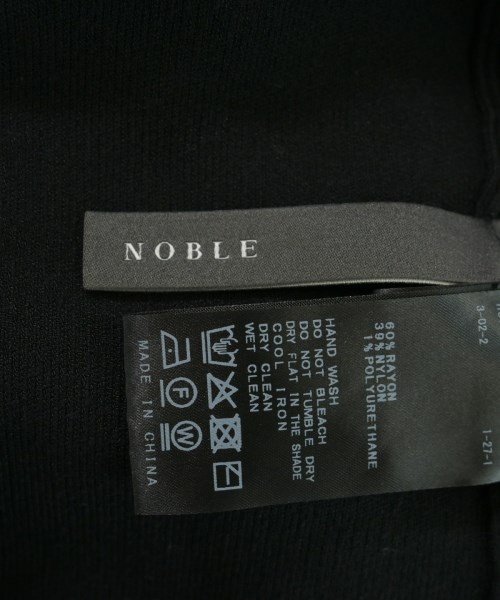 NOBLE
60% RAYON
39% NYLON
1% POLYURETHANE
HAND WASH
DO NOT BLEACH
DO NOT TUMBLE DRY
DRY FLAT IN THE SHADE
COOL IRON
DRY CLEAN
WET CLEAN
F
W
MADE IN CHINA
3-02-2
1-27-1